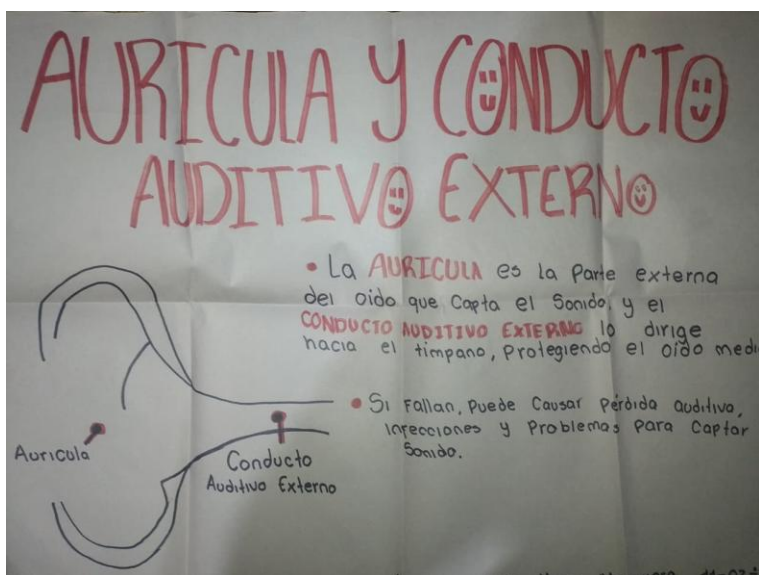 AURICULA Y CONDUCTO
AUDITIVO EXTERNO
• La AURICULA es la parte externa
del oido que capta el sonido, y el
CONDUCTO AUDITIVO EXTERNO lo dirige
hacia el timpano, protegiendo el oido medi
• Si Fallan, puede causar pérdida auditiva,
infecciones y problemas para captar
sonido.
Auricula
Conducto
Auditivo Externo